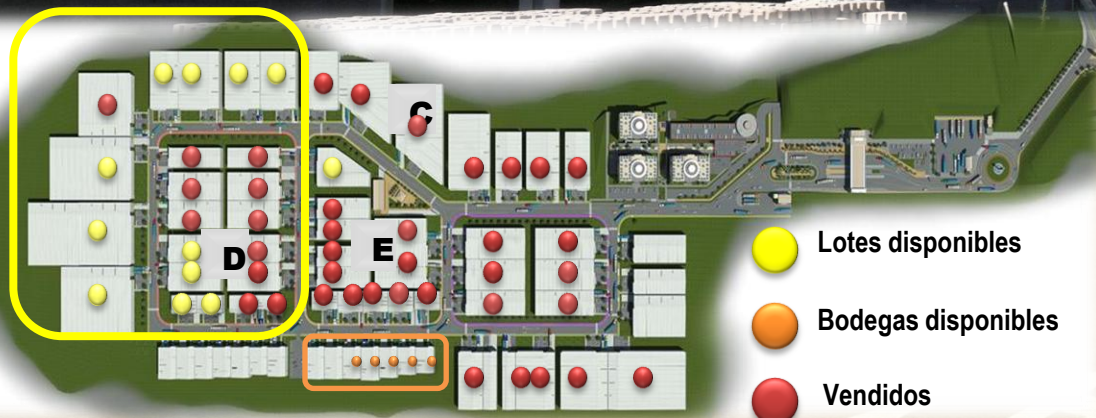 C
D
E
Lotes disponibles
Bodegas disponibles
Vendidos